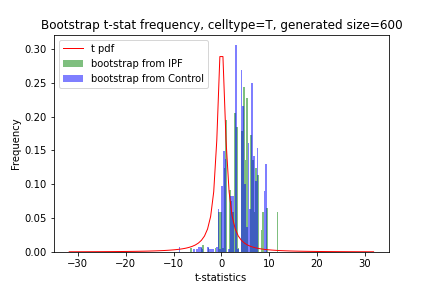 Bootstrap t-stat frequency, celltype=T, generated size=600
t pdf
bootstrap from IPF
bootstrap from Control
Frequency
0.30
0.25
0.20
0.15
0.10
0.05
0.00
−30 −20 −10 0 10 20 30
t-statistics